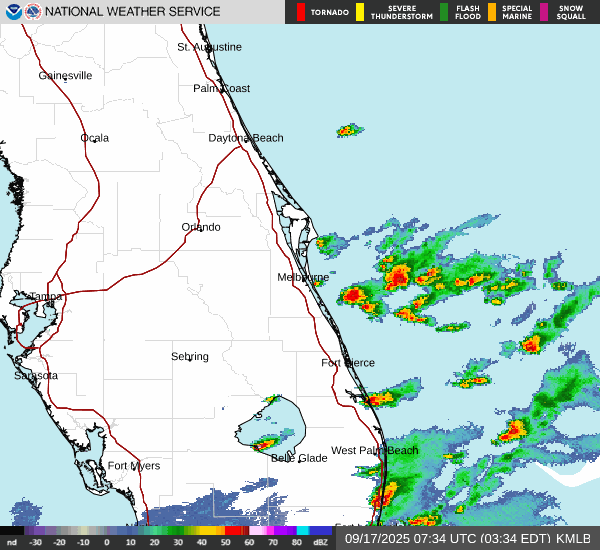 NATIONAL WEATHER SERVICE
TORNADO
SEVERE THUNDERSTORM
FLASH FLOOD
SPECIAL MARINE
SNOW SQUALL
St. Augustine
Gainesville
Palm Coast
Ocala
Daytona Beach
Orlando
Melbourne
Tampa
Sebring
Fort Pierce
Sarasota
West Palm Beach
Belle Glade
Fort Myers
nd -30 -20 -10 0 10 20 30 40 50 60 70 80 dBZ
09/17/2025 07:34 UTC (03:34 EDT) KMLB